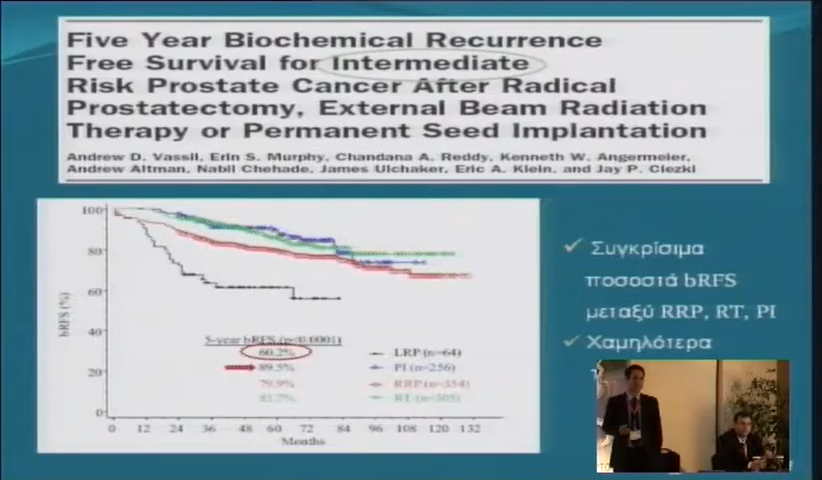 Five Year Biochemical Recurrence
Free Survival for Intermediate
Risk Prostate Cancer After Radical
Prostatectomy, External Beam Radiation
Therapy or Permanent Seed Implantation
Andrew D. Vassil, Erin S. Murphy, Chandana A. Reddy, Kenneth W. Angermeier,
Andrew Altman, Nabil Chehade, James Ulchaker, Eric A. Klein, and Jay P. Ciezki
100
80
60
40
20
0
bRFS (%)
5-year bRFS (p<0.0001)
60.2% LRP (n=64)
89.5% PI (n=256)
79.9% RRP (n=354)
RT (n=305)
0 12 24 36 48 60 72 84 96 108 120 132
Months
Συγκρίσιμα
ποσοστά bRFS
μεταξύ RRP, RT, PI
Χαμηλότερα